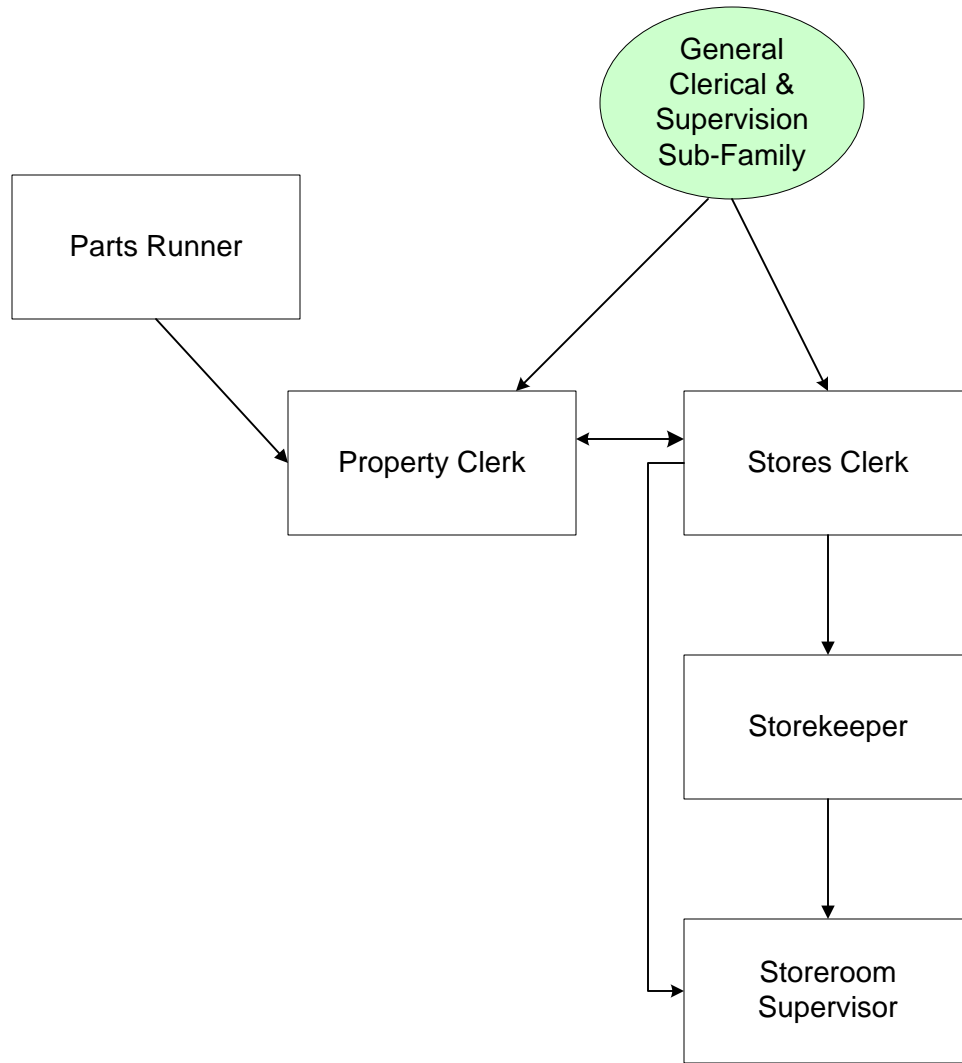 General
Clerical &
Supervision
Sub-Family
Parts Runner
Property Clerk
Stores Clerk
Storekeeper
Storeroom
Supervisor